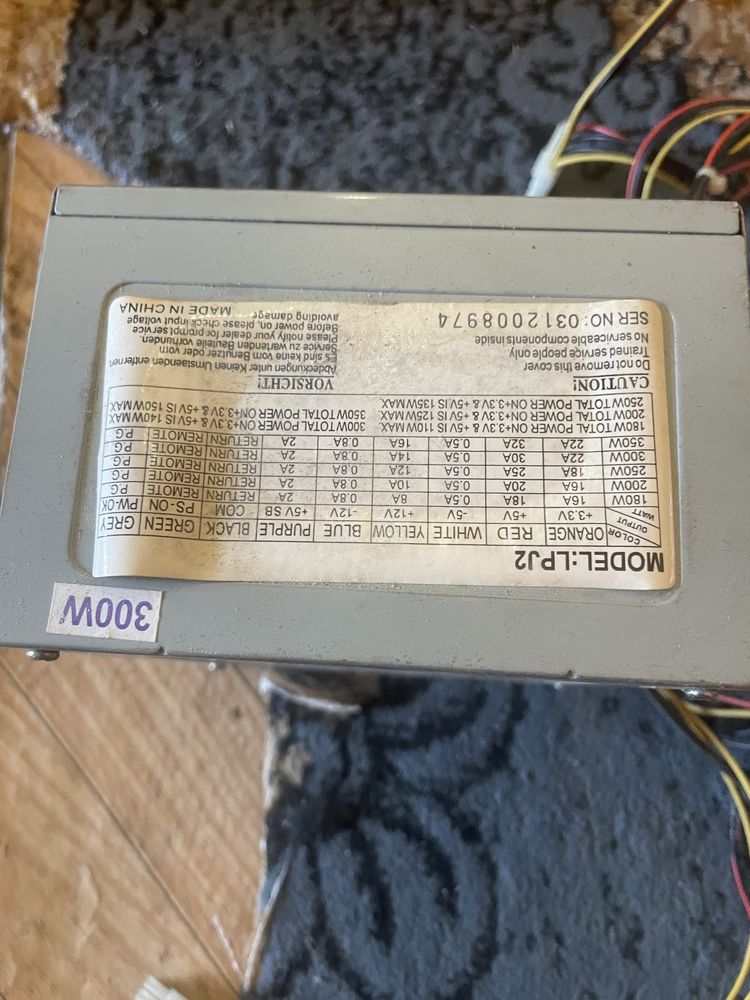 MODEL:LPJ2
COLOR OUTPUT WATT ORANGE RED WHITE YELLOW BLUE PURPLE BLACK GREEN GREY
+3.3V +5V -5V +12V -12V +5V SB COM PS-ON PW-OK
180W 16A 18A 0.5A 8A 0.8A 2A RETURN REMOTE P.G
200W 16A 20A 0.5A 10A 0.8A 2A RETURN REMOTE P.G
250W 18A 25A 0.5A 12A 0.8A 2A RETURN REMOTE P.G
300W 22A 30A 0.5A 14A 0.8A 2A RETURN REMOTE P.G
350W 22A 32A 0.5A 16A 0.8A 2A RETURN REMOTE P.G
180W TOTAL POWER ON+3.3V & +5V IS 110W MAX. 300W TOTAL POWER ON+3.3V & +5V IS 140W MAX.
200W TOTAL POWER ON+3.3V & +5V IS 125W MAX. 350W TOTAL POWER ON+3.3V & +5V IS 150W MAX.
250W TOTAL POWER ON+3.3V & +5V IS 135W MAX.
CAUTION!
Do not remove this cover
Trained service people only
No serviceable components inside
SER NO: 0312008974
VORSICHT!
Abdeckungen unter Keinen Umstaenden entfernen.
Es sind keine vom Benutzer oder vom
Service zu wartenden Bauteile vorhanden.
Please notify your dealer for prompt service
Before power on, please check input voltage
avoiding damage. MADE IN CHINA
300W